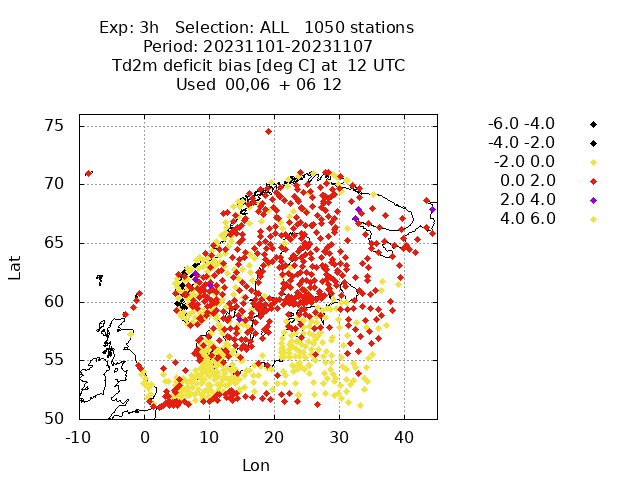 Exp: 3h   Selection: ALL   1050 stations
Period: 20231101-20231107
Td2m deficit bias [deg C] at  12 UTC
Used  00,06  + 06 12
75
70
65
60
55
50
-10 0 10 20 30 40
Lat
Lon
-6.0 -4.0
-4.0 -2.0
-2.0 0.0
0.0 2.0
2.0 4.0
4.0 6.0